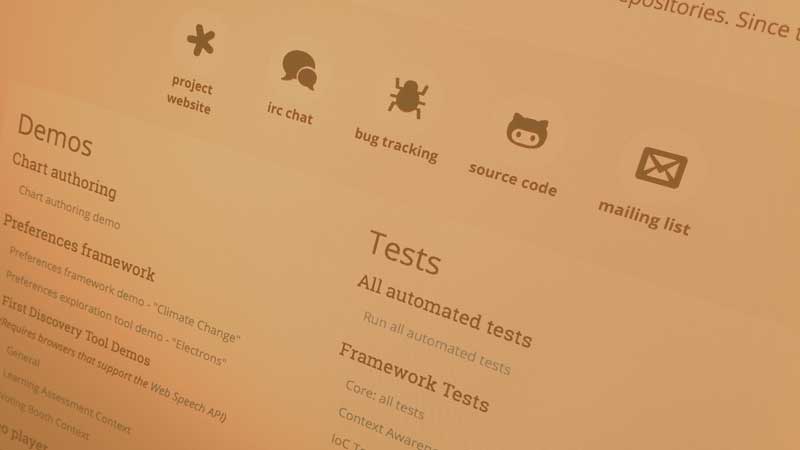 positories. Since t
project
website
irc chat
bug tracking
source code
mailing list
Demos
Chart authoring
Chart authoring demo
Preferences framework
Preferences framework demo - "Climate Change"
Preferences exploration tool demo - "Electrons"
First Discovery Tool Demos
(Requires browsers that support the Web Speech API)
General
Learning Assessment Context
Voting Booth Context
eo player
Tests
All automated tests
Run all automated tests
Framework Tests
Core: all tests
Context Awaren
IoC T